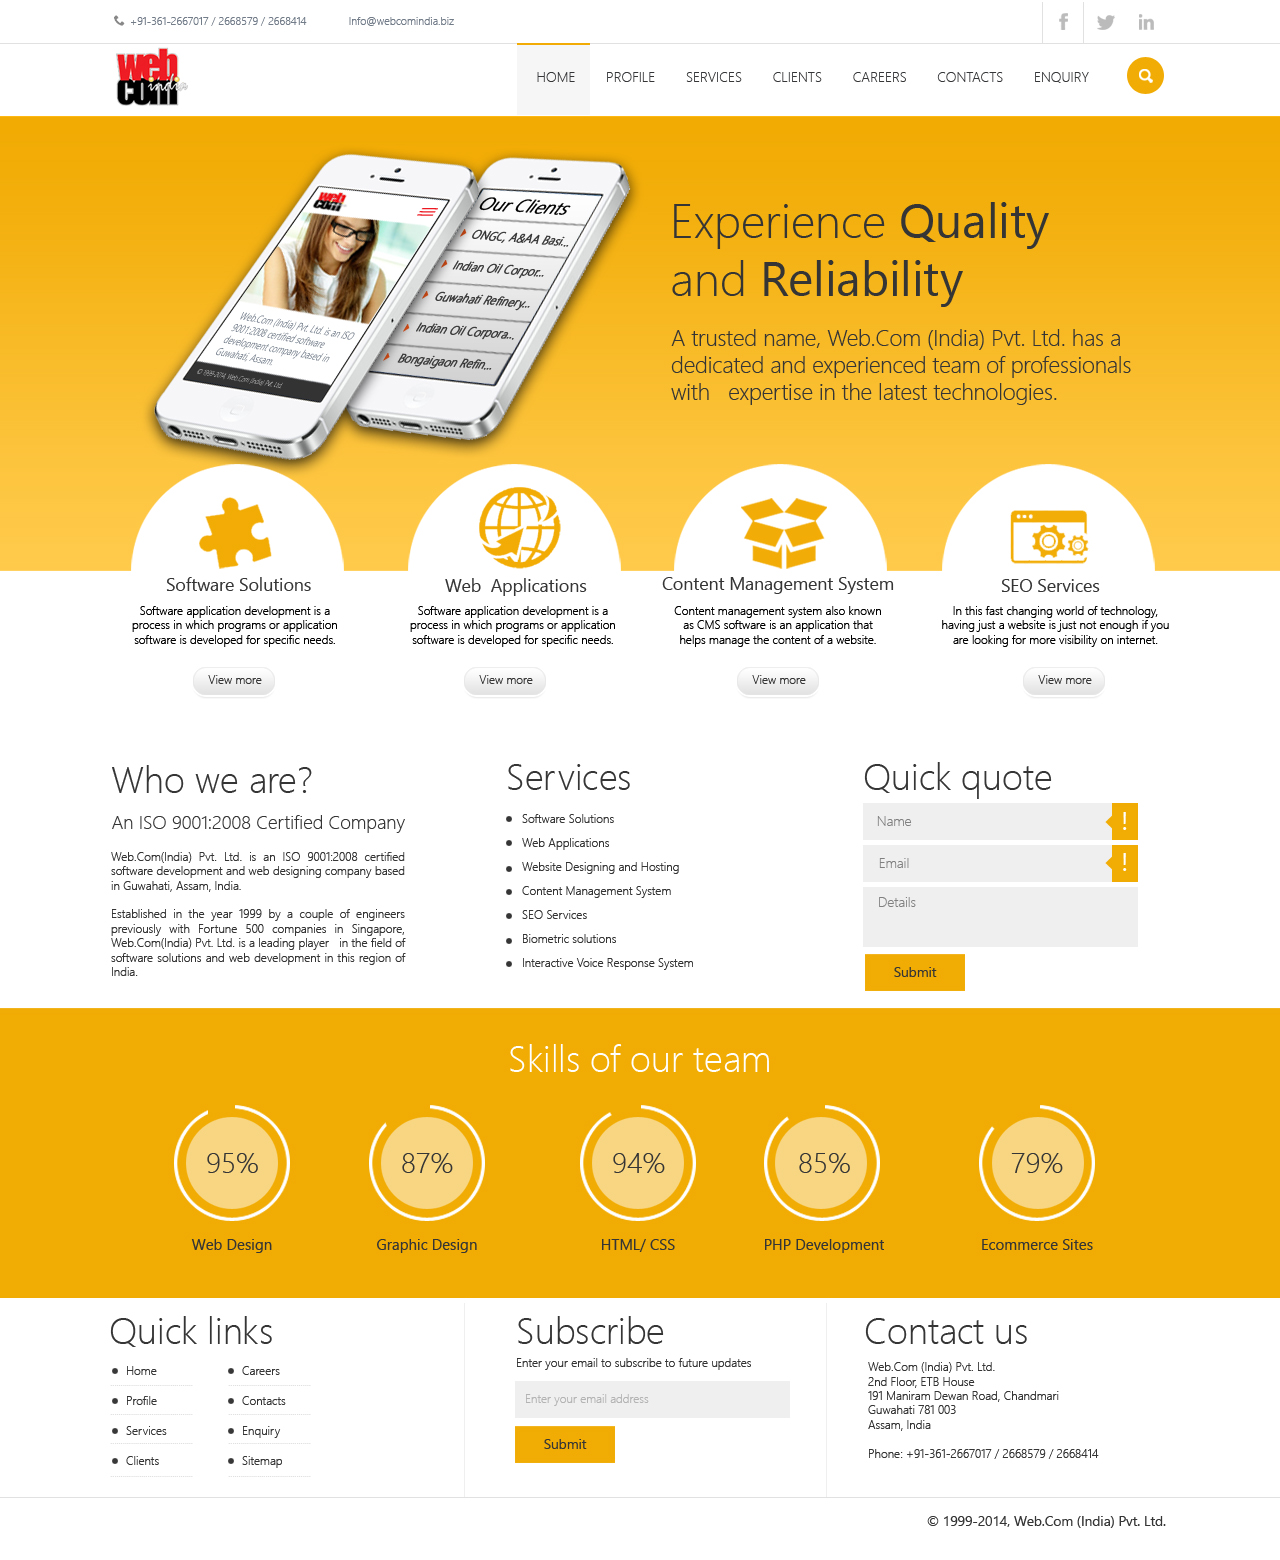 +91-361-2667017 / 2668579 / 2668414
Info@webcomindia.biz
web
com
india
HOME
PROFILE
SERVICES
CLIENTS
CAREERS
CONTACTS
ENQUIRY
web
com
Web.Com (India) Pvt. Ltd. is an ISO
9001:2008 certified software
development company based in
Guwahati, Assam.
© 1999-2014, Web.Com (India) Pvt. Ltd.
Our Clients
ONGC, A&AA Basi...
Indian Oil Corpor...
Guwahati Refinery...
Indian Oil Corpora...
Bongaigaon Refin...
Experience Quality
and Reliability
A trusted name, Web.Com (India) Pvt. Ltd. has a
dedicated and experienced team of professionals
with expertise in the latest technologies.
Software Solutions
Software application development is a
process in which programs or application
software is developed for specific needs.
View more
Web Applications
Software application development is a
process in which programs or application
software is developed for specific needs.
View more
Content Management System
Content management system also known
as CMS software is an application that
helps manage the content of a website.
View more
SEO Services
In this fast changing world of technology,
having just a website is just not enough if you
are looking for more visibility on internet.
View more
Who we are?
An ISO 9001:2008 Certified Company
Web.Com(India) Pvt. Ltd. is an ISO 9001:2008 certified
software development and web designing company based
in Guwahati, Assam, India.
Established in the year 1999 by a couple of engineers
previously with Fortune 500 companies in Singapore,
Web.Com(India) Pvt. Ltd. is a leading player in the field of
software solutions and web development in this region of
India.
Services
Software Solutions
Web Applications
Website Designing and Hosting
Content Management System
SEO Services
Biometric solutions
Interactive Voice Response System
Quick quote
Name
!
Email
!
Details
Submit
Skills of our team
95%
87%
94%
85%
79%
Web Design
Graphic Design
HTML/ CSS
PHP Development
Ecommerce Sites
Quick links
Home
Profile
Services
Clients
Careers
Contacts
Enquiry
Sitemap
Subscribe
Enter your email to subscribe to future updates
Enter your email address
Submit
Contact us
Web.Com (India) Pvt. Ltd.
2nd Floor, ETB House
191 Maniram Dewan Road, Chandmari
Guwahati 781 003
Assam, India
Phone: +91-361-2667017 / 2668579 / 2668414
© 1999-2014, Web.Com (India) Pvt. Ltd.